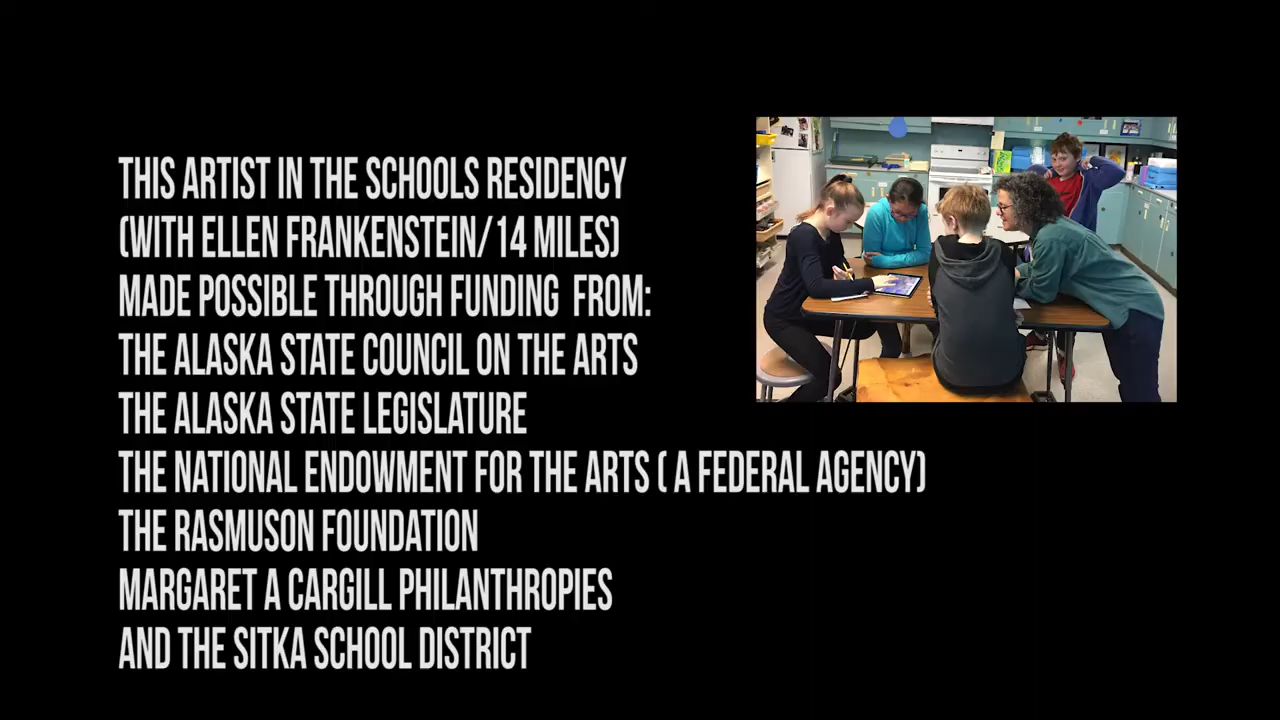 THIS ARTIST IN THE SCHOOLS RESIDENCY
(WITH ELLEN FRANKENSTEIN/14 MILES)
MADE POSSIBLE THROUGH FUNDING  FROM:
THE ALASKA STATE COUNCIL ON THE ARTS
THE ALASKA STATE LEGISLATURE
THE NATIONAL ENDOWMENT FOR THE ARTS ( A FEDERAL AGENCY)
THE RASMUSON FOUNDATION
MARGARET A CARGILL PHILANTHROPIES
AND THE SITKA SCHOOL DISTRICT